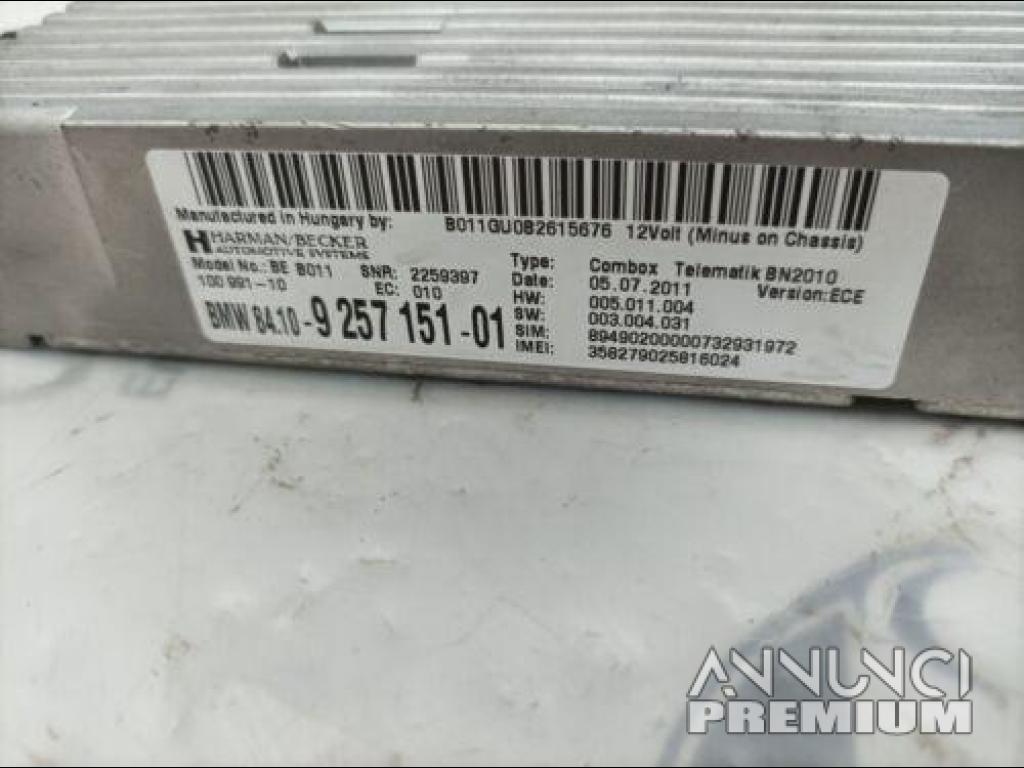 Manufactured in Hungary by: B011GU0B2615676 12Volt (Minus on Chassis)
HARMAN/BECKER
AUTOMOTIVE SYSTEMS
Model No.: BE B011 SNR: 2259397
100 991-10 EC: 010
BMW 84.10-9 257 151-01
Type: Combox Telematik BN2010
Date: 05.07.2011 Version:ECE
HW: 005.011.004
SW: 003.004.031
SIM: 89490200000732931972
IMEI: 358279025816024
ANNUNCI
PREMIUM